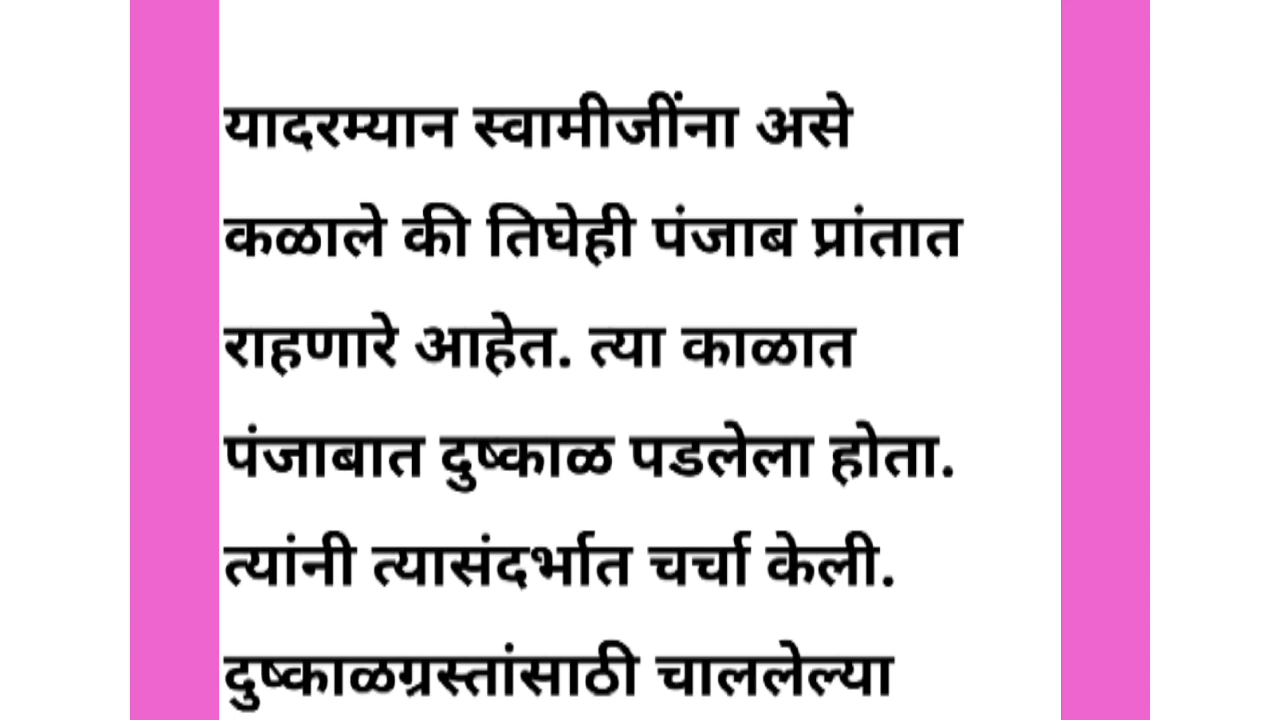 यादरम्यान स्वामीजींना असे
कळाले की तिघेही पंजाब प्रांतात
राहणारे आहेत. त्या काळात
पंजाबात दुष्काळ पडलेला होता.
त्यांनी त्यासंदर्भात चर्चा केली.
दुष्काळग्रस्तांसाठी चाललेल्या